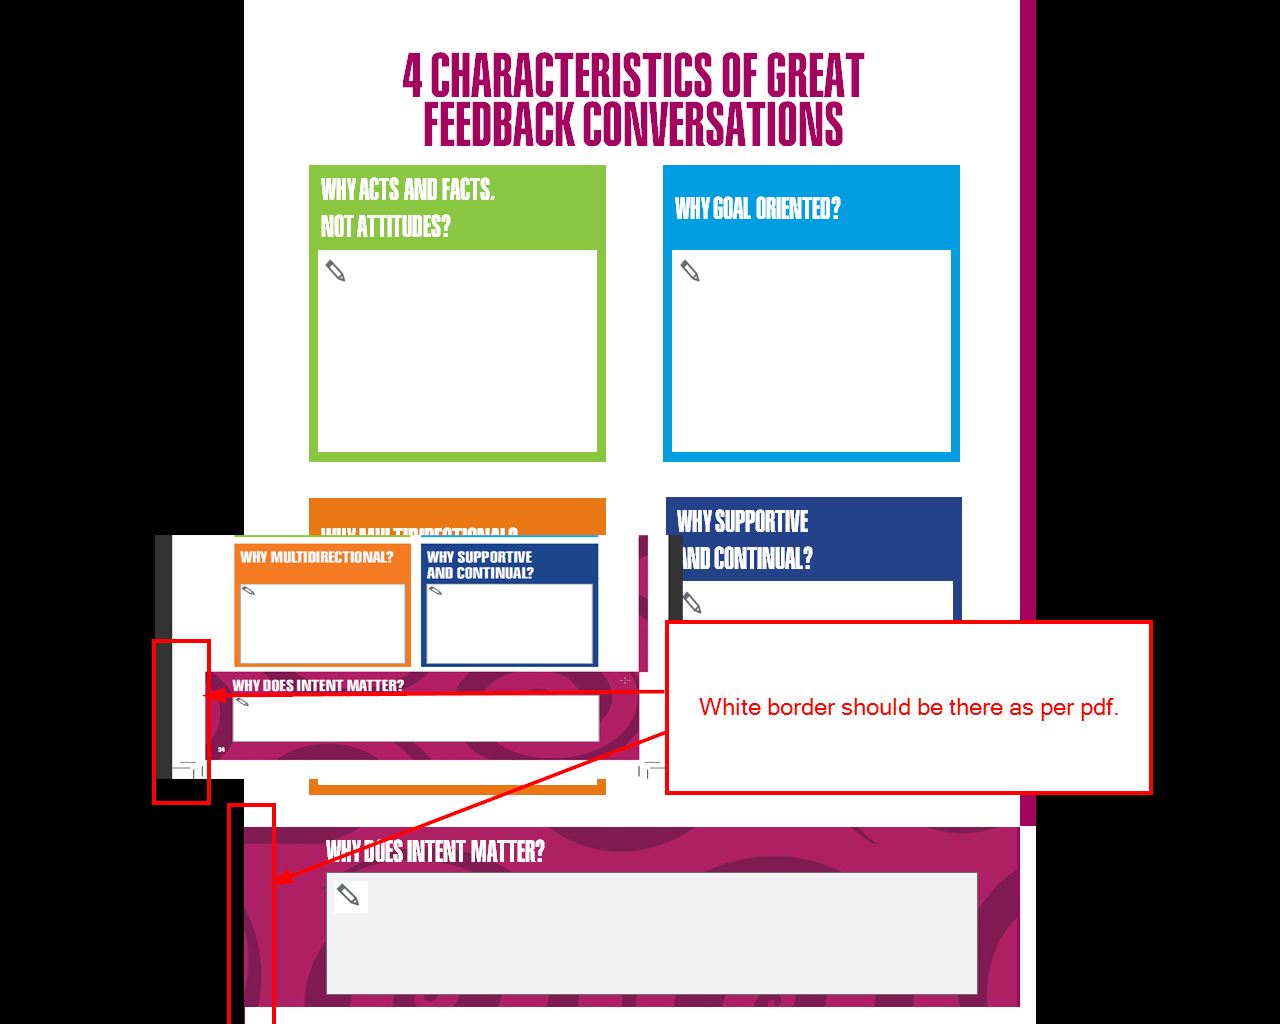 4 CHARACTERISTICS OF GREAT
FEEDBACK CONVERSATIONS
WHY ACTS AND FACTS.
NOT ATTITUDES?
WHY GOAL ORIENTED?
WHY MULTIDIRECTIONAL?
WHY SUPPORTIVE
AND CONTINUAL?
WHY MULTIDIRECTIONAL?
WHY SUPPORTIVE
AND CONTINUAL?
WHY DOES INTENT MATTER?
34
White border should be there as per pdf.
WHY DOES INTENT MATTER?